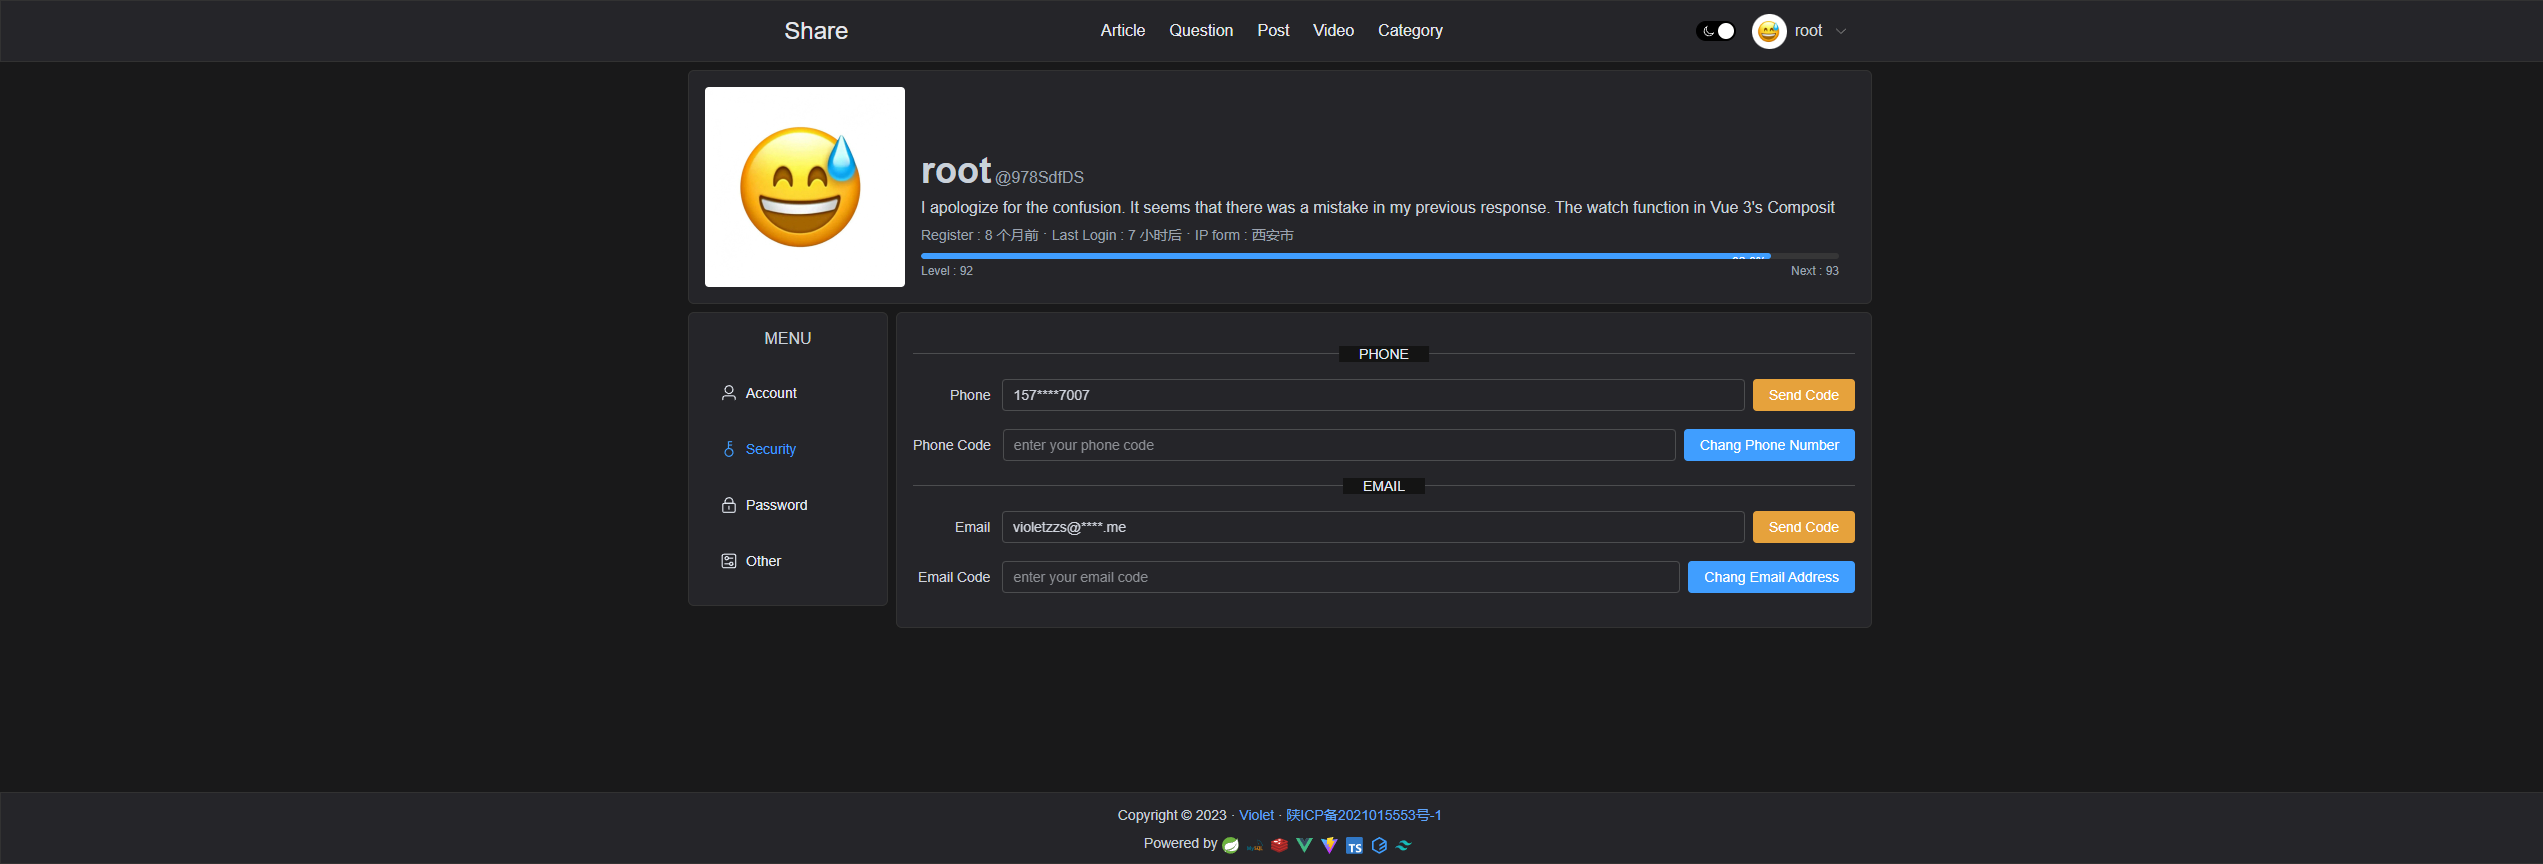 Share Article Question Post Video Category root
root @978SdfDS
I apologize for the confusion. It seems that there was a mistake in my previous response. The watch function in Vue 3's Composit
Register : 8 个月前 · Last Login : 7 小时后 · IP form : 西安市
Level : 92 Next : 93
MENU
Account
Security
Password
Other
PHONE
Phone 157****7007 Send Code
Phone Code enter your phone code Chang Phone Number
EMAIL
Email violetzzs@****.me Send Code
Email Code enter your email code Chang Email Address
Copyright © 2023 · Violet · 陕ICP备2021015553号-1
Powered by TS